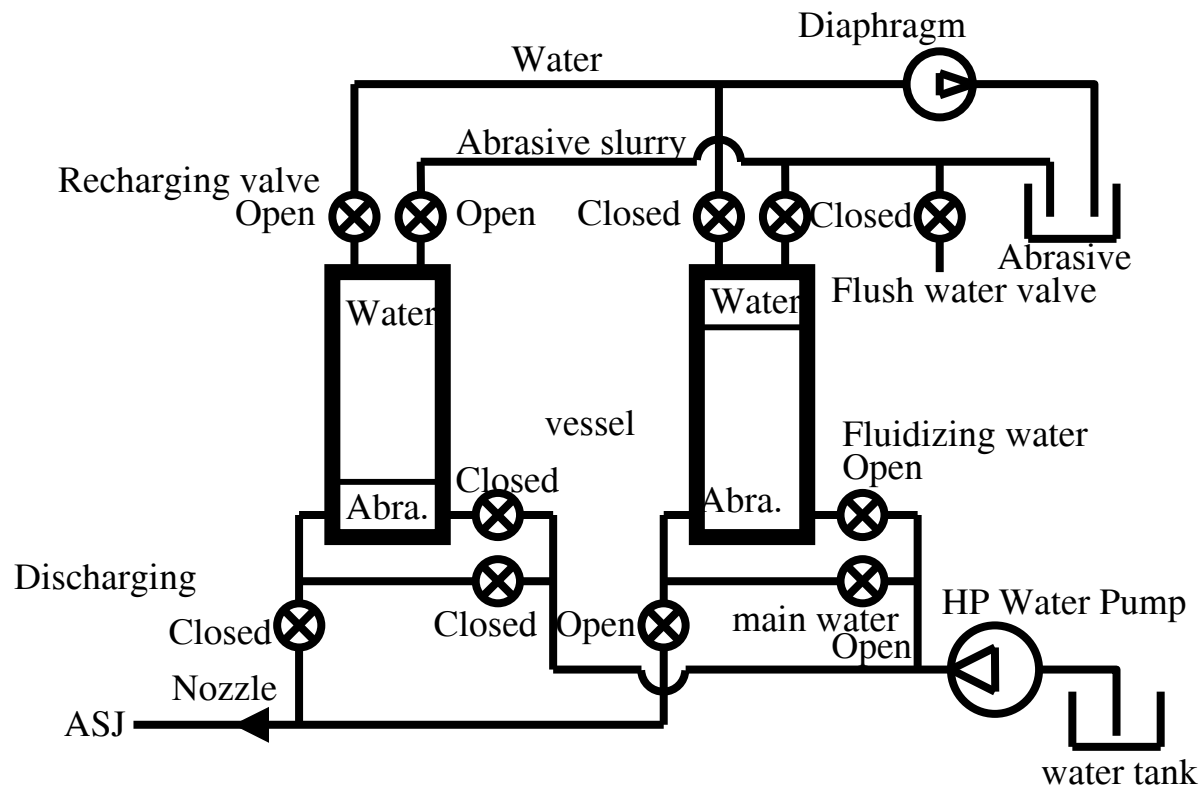 Diaphragm
Water
Abrasive slurry
Recharging valve
Open
Open
Closed
Closed
Abrasive
Flush water valve
Water
Water
vessel
Fluidizing water
Open
Closed
Abra.
Abra.
Discharging
Closed
Closed
Open
main water
Open
HP Water Pump
Nozzle
ASJ
water tank